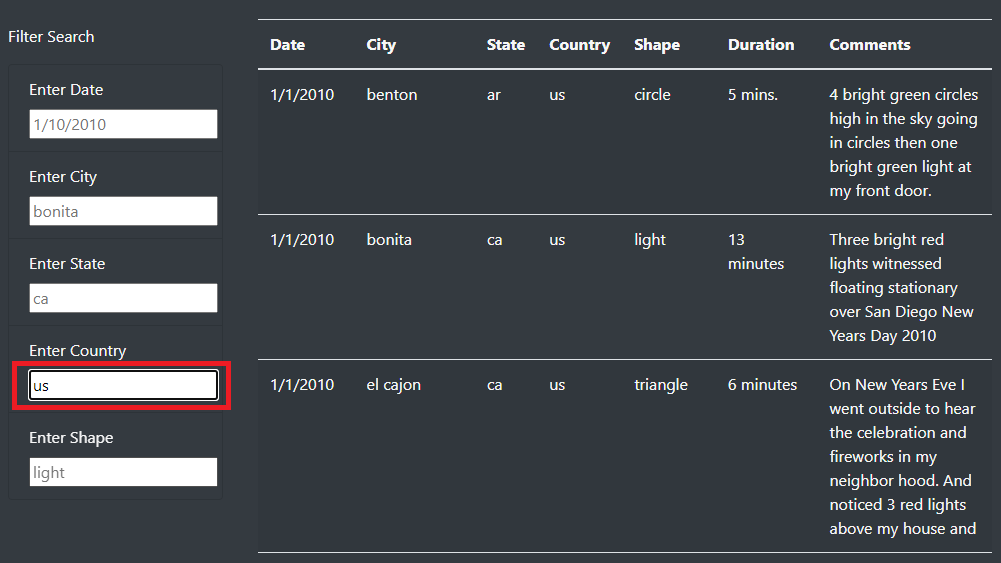 Filter Search
Enter Date
1/10/2010
Enter City
bonita
Enter State
ca
Enter Country
us
Enter Shape
light
Date City State Country Shape Duration Comments
1/1/2010 benton ar us circle 5 mins. 4 bright green circles
high in the sky going
in circles then one
bright green light at
my front door.
1/1/2010 bonita ca us light 13 Three bright red
minutes lights witnessed
floating stationary
over San Diego New
Years Day 2010
1/1/2010 el cajon ca us triangle 6 minutes On New Years Eve I
went outside to hear
the celebration and
fireworks in my
neighbor hood. And
noticed 3 red lights
above my house and